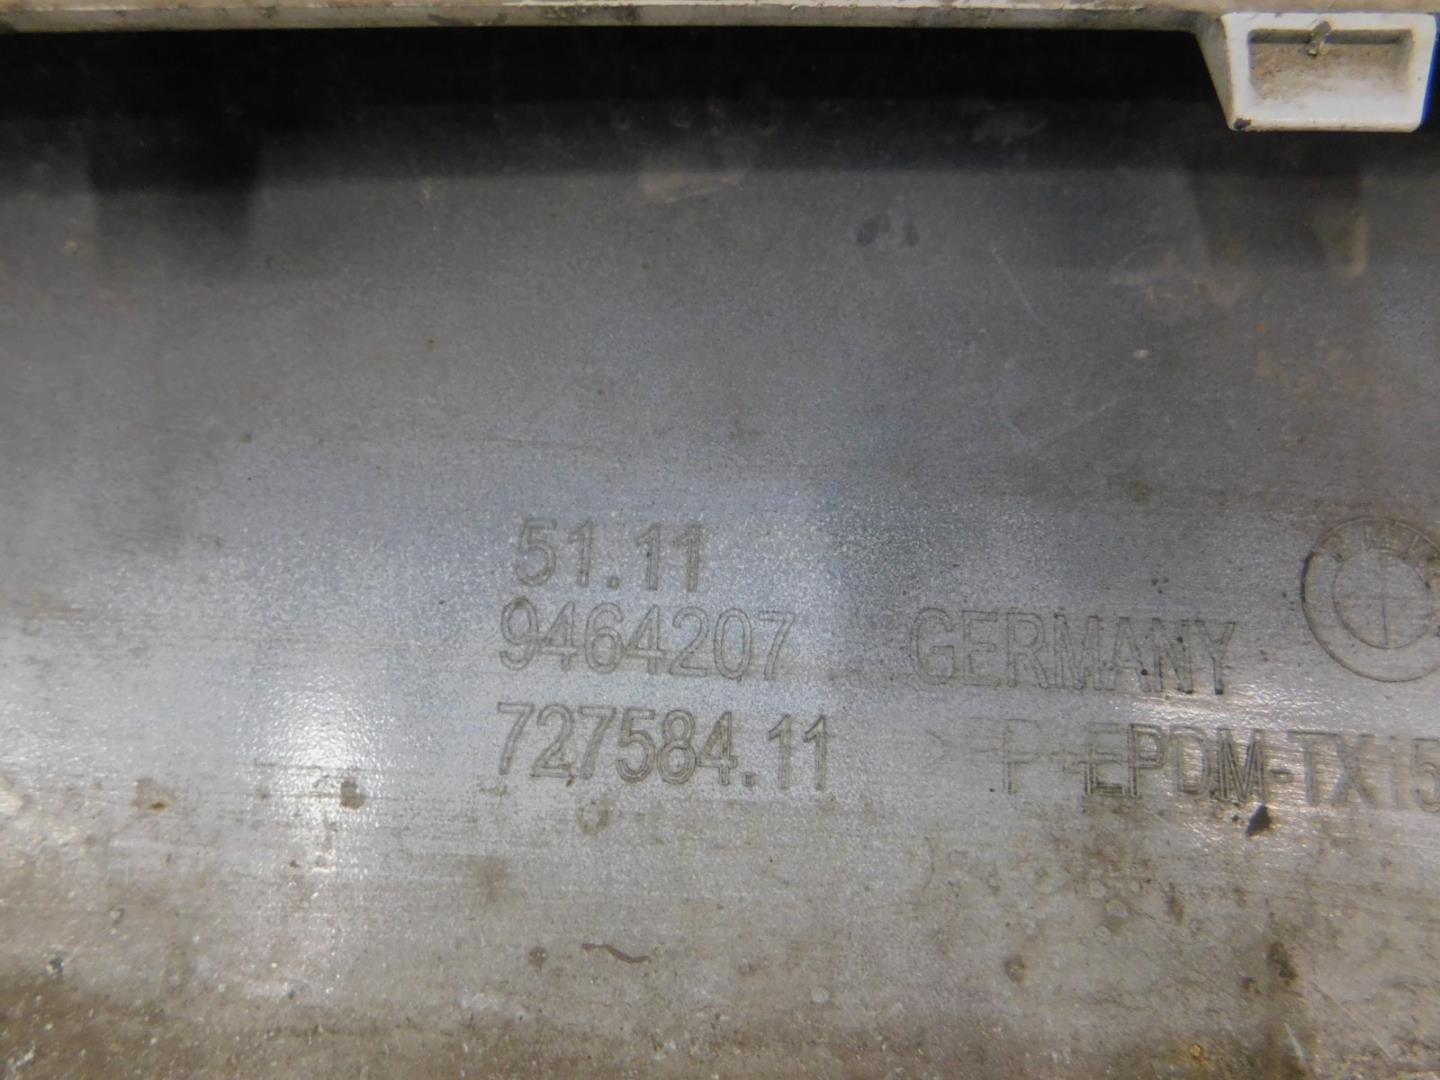 51.11
9464207 GERMANY
727584.11 P+EPDM-TX15